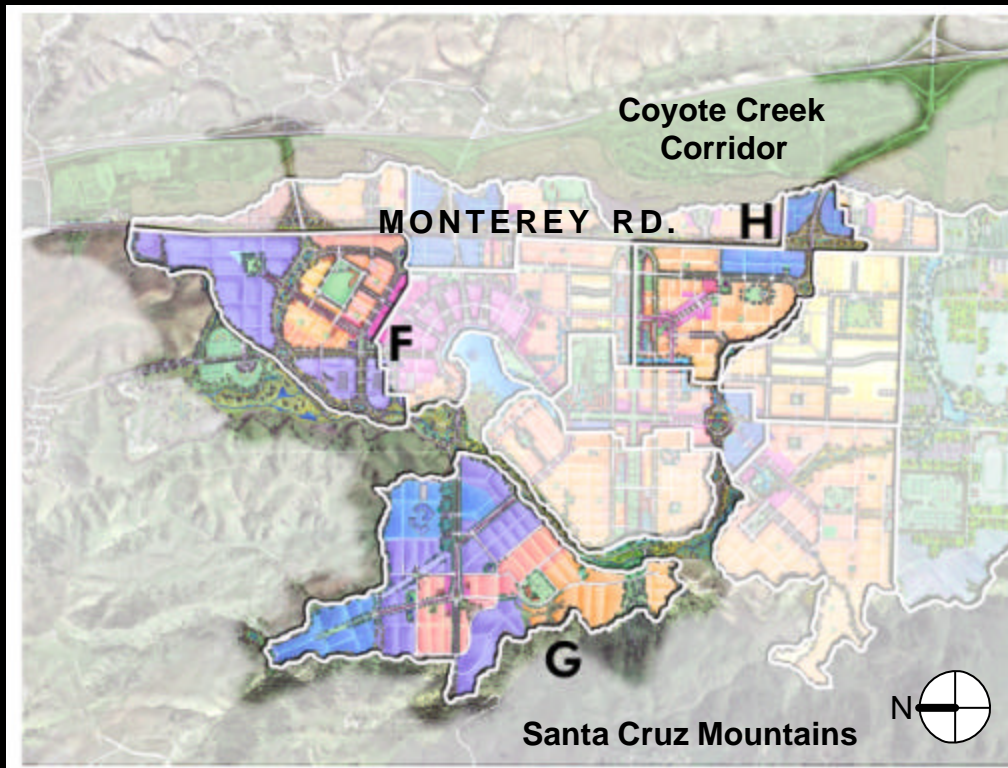 Coyote Creek
Corridor
MONTEREY RD.
H
F
G
N
Santa Cruz Mountains